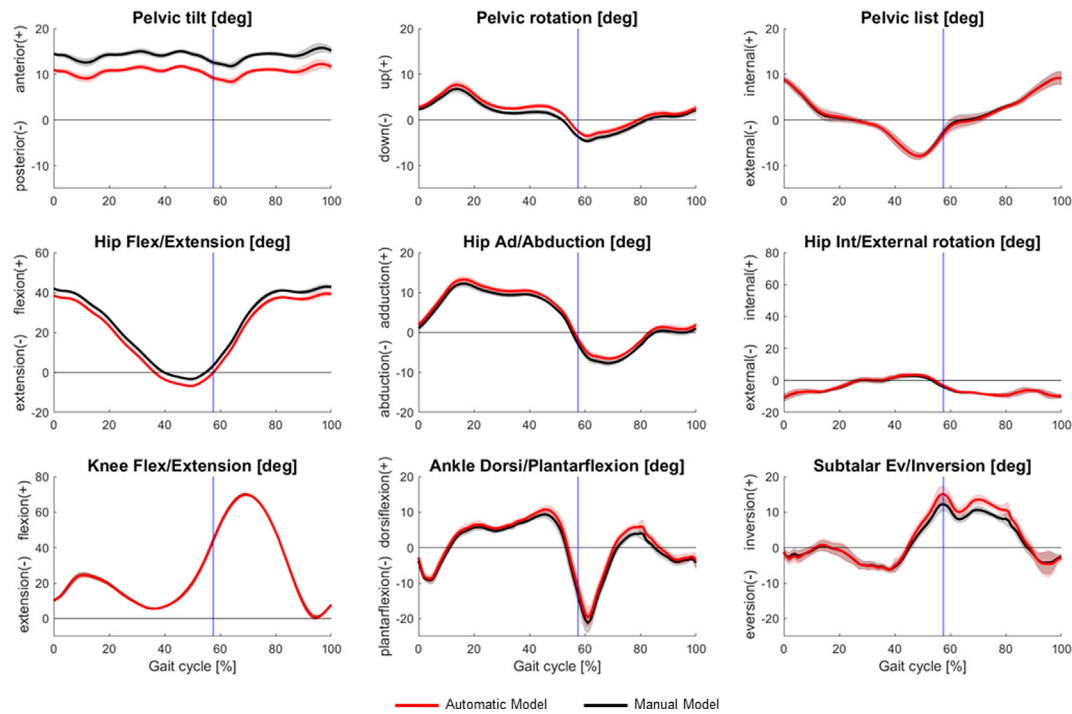 Pelvic tilt [deg]
Pelvic rotation [deg]
Pelvic list [deg]
posterior(-) anterior(+)
20
10
0
-10
0 20 40 60 80 100
down(-) up(+)
20
10
0
-10
0 20 40 60 80 100
external(-) internal(+)
20
10
0
-10
0 20 40 60 80 100
Hip Flex/Extension [deg]
Hip Ad/Abduction [deg]
Hip Int/External rotation [deg]
extension(-) flexion(+)
60
40
20
0
-20
0 20 40 60 80 100
abduction(-) adduction(+)
20
10
0
-10
-20
0 20 40 60 80 100
external(-) internal(+)
80
60
40
20
0
-20
0 20 40 60 80 100
Knee Flex/Extension [deg]
Ankle Dorsi/Plantarflexion [deg]
Subtalar Ev/Inversion [deg]
extension(-) flexion(+)
80
60
40
20
0
0 20 40 60 80 100
Gait cycle [%]
plantarflexion(-) dorsiflexion(+)
20
10
0
-10
-20
0 20 40 60 80 100
Gait cycle [%]
eversion(-) inversion(+)
20
10
0
-10
-20
0 20 40 60 80 100
Gait cycle [%]
Automatic Model
Manual Model